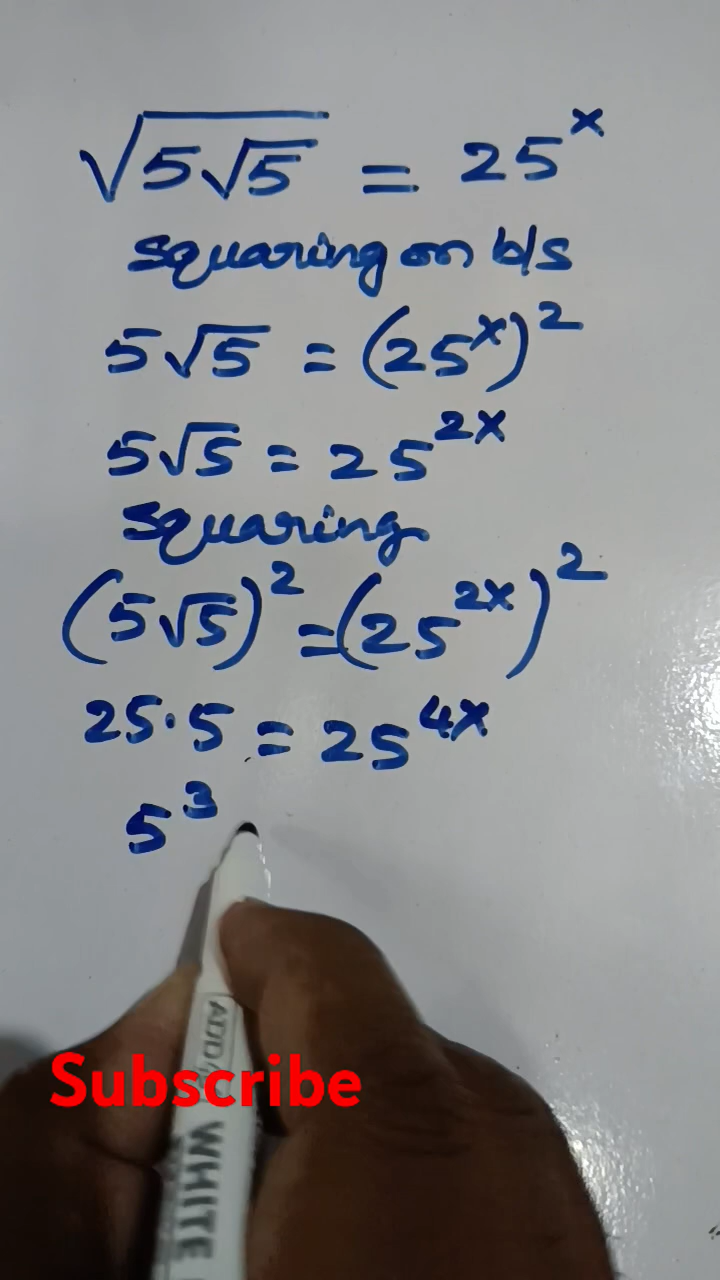 √(5√5) = 25^x
squaring on b/s
5√5 = (25^x)^2
5√5 = 25^2x
squaring
(5√5)^2 = (25^2x)^2
25·5 = 25^4x
5^3
Subscribe
WHITE